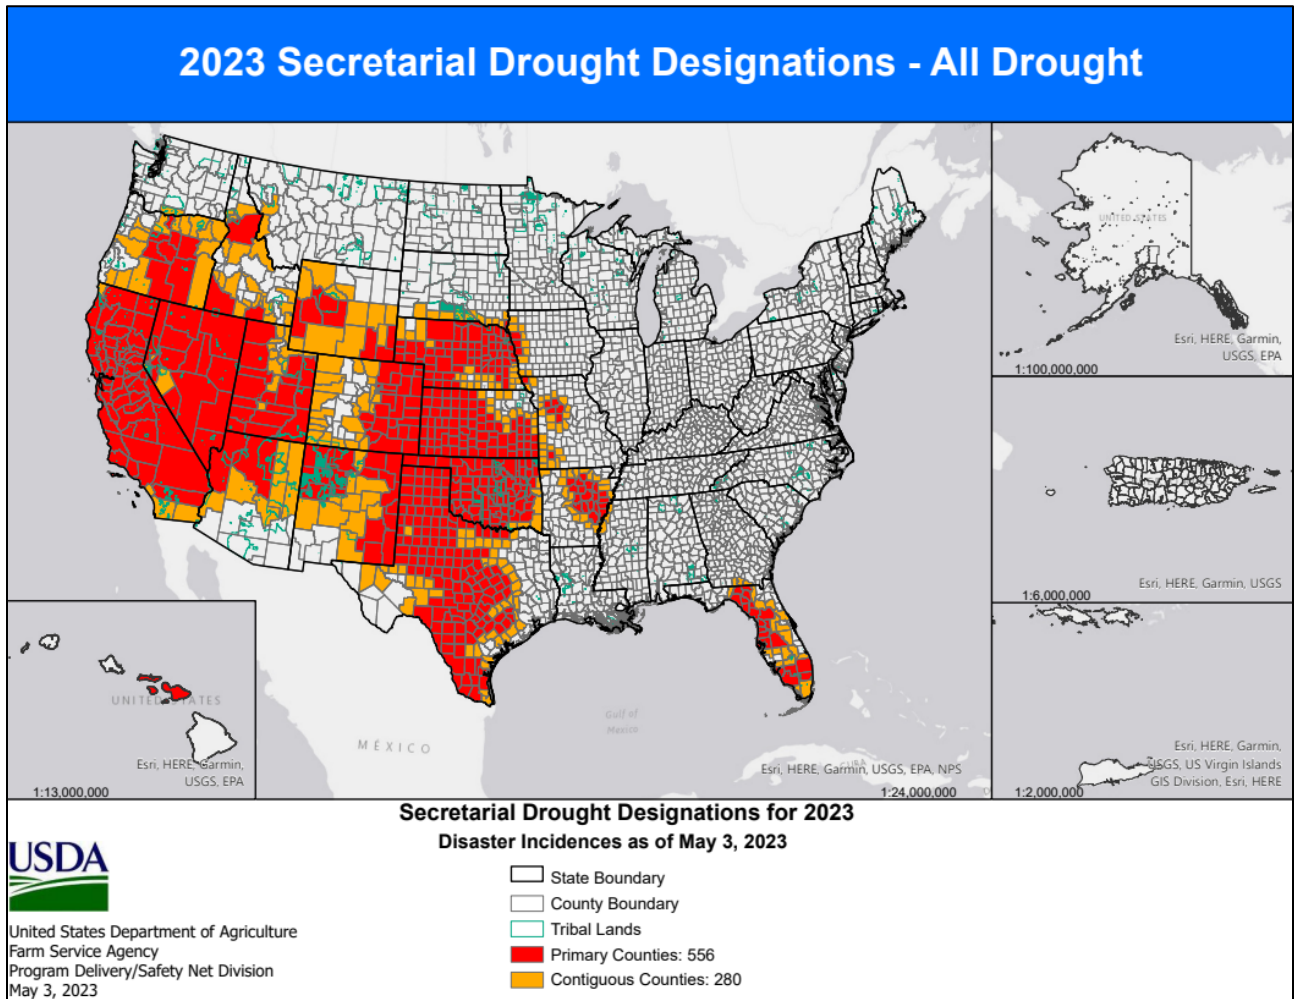 2023 Secretarial Drought Designations - All Drought
UNITED STATES
Esri, HERE, Garmin,
USGS, EPA
1:100,000,000
Esri, HERE, Garmin, USGS
1:6,000,000
UNITED STATES
Esri, HERE, Garmin,
USGS, EPA
1:13,000,000
MÉXICO
Gulf of
Mexico
Esri, HERE, Garmin, USGS, EPA, NPS
1:24,000,000
Esri, HERE, Garmin,
USGS, US Virgin Islands
GIS Division, Esri, HERE
1:2,000,000
Secretarial Drought Designations for 2023
Disaster Incidences as of May 3, 2023
State Boundary
County Boundary
Tribal Lands
Primary Counties: 556
Contiguous Counties: 280
USDA
United States Department of Agriculture
Farm Service Agency
Program Delivery/Safety Net Division
May 3, 2023